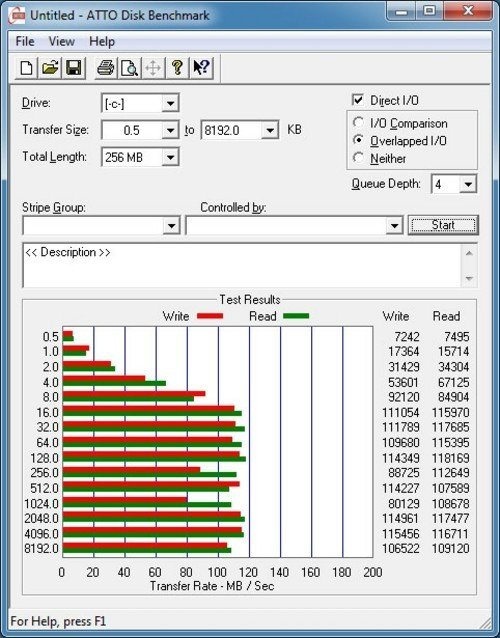 Untitled - ATTO Disk Benchmark
File View Help
Drive: [-c-] Direct I/O
Transfer Size: 0.5 to 8192.0 KB I/O Comparison
Overlapped I/O
Total Length: 256 MB Neither
Queue Depth: 4
Stripe Group: Controlled by:
Start
<< Description >>
Test Results
Write Read Write Read
0.5 7242 7495
1.0 17364 15714
2.0 31429 34304
4.0 53601 67125
8.0 92120 84904
16.0 111054 115970
32.0 111789 117685
64.0 109680 115395
128.0 114349 118169
256.0 88725 112649
512.0 114227 107589
1024.0 80129 108678
2048.0 114961 117477
4096.0 115456 116711
8192.0 106522 109120
0 20 40 60 80 100 120 140 160 180 200
Transfer Rate - MB / Sec
For Help, press F1